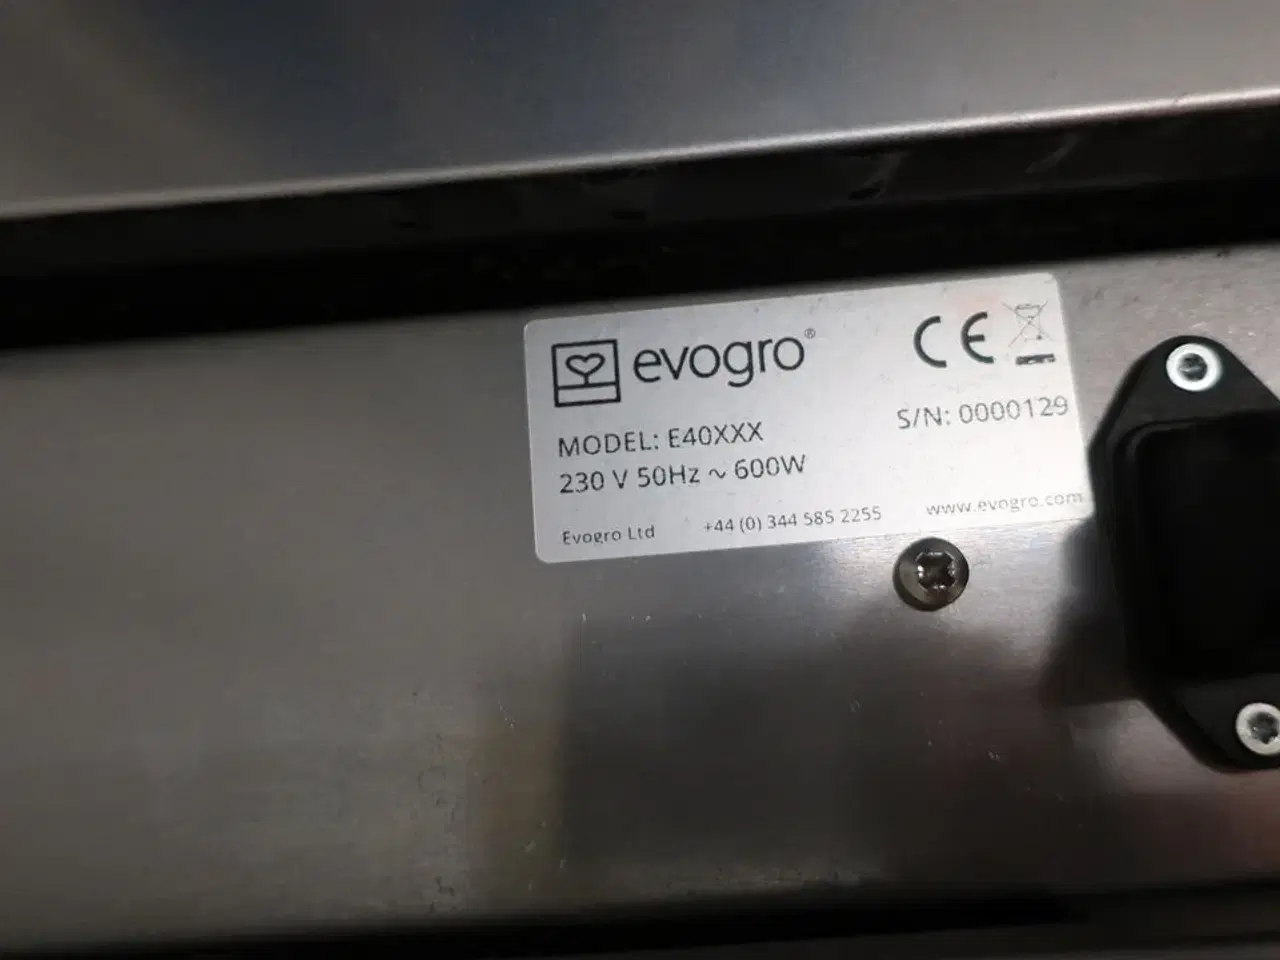 evogro®
CE
MODEL: E40XXX
S/N: 0000129
230 V 50Hz ~ 600W
Evogro Ltd +44 (0) 344 585 2255 www.evogro.com